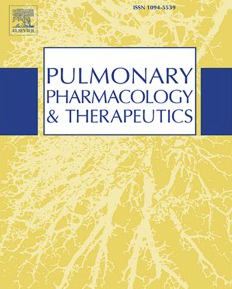 ISSN 1094-5539
ELSEVIER
PULMONARY
PHARMACOLOGY
& THERAPEUTICS